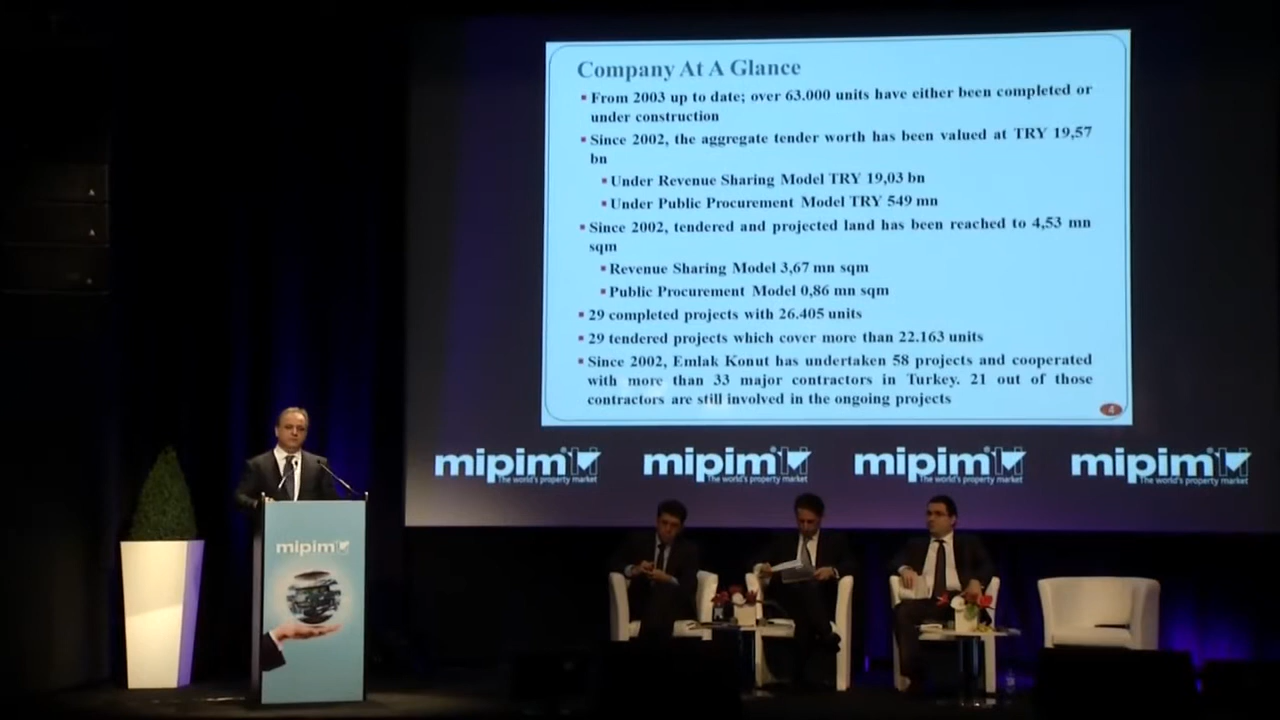 Company At A Glance
From 2003 up to date; over 63.000 units have either been completed or
under construction
Since 2002, the aggregate tender worth has been valued at TRY 19,57
bn
Under Revenue Sharing Model TRY 19,03 bn
Under Public Procurement Model TRY 549 mn
Since 2002, tendered and projected land has been reached to 4,53 mn
sqm
Revenue Sharing Model 3,67 mn sqm
Public Procurement Model 0,86 mn sqm
29 completed projects with 26.405 units
29 tendered projects which cover more than 22.163 units
Since 2002, Emlak Konut has undertaken 58 projects and cooperated
with more than 33 major contractors in Turkey. 21 out of those
contractors are still involved in the ongoing projects
4
mipim® mipim® mipim® mipim®
The world's property market The world's property market The world's property market The world's property market
mipim